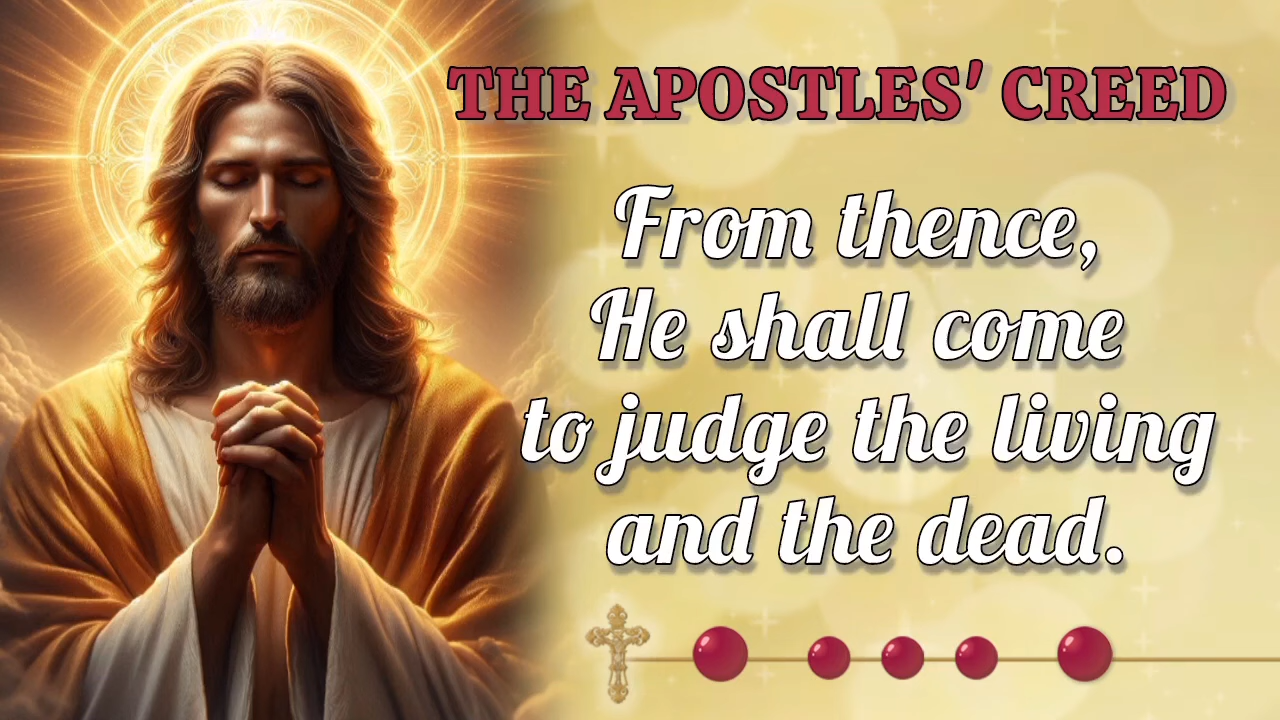 THE APOSTLES' CREED
From thence,
He shall come
to judge the living
and the dead.